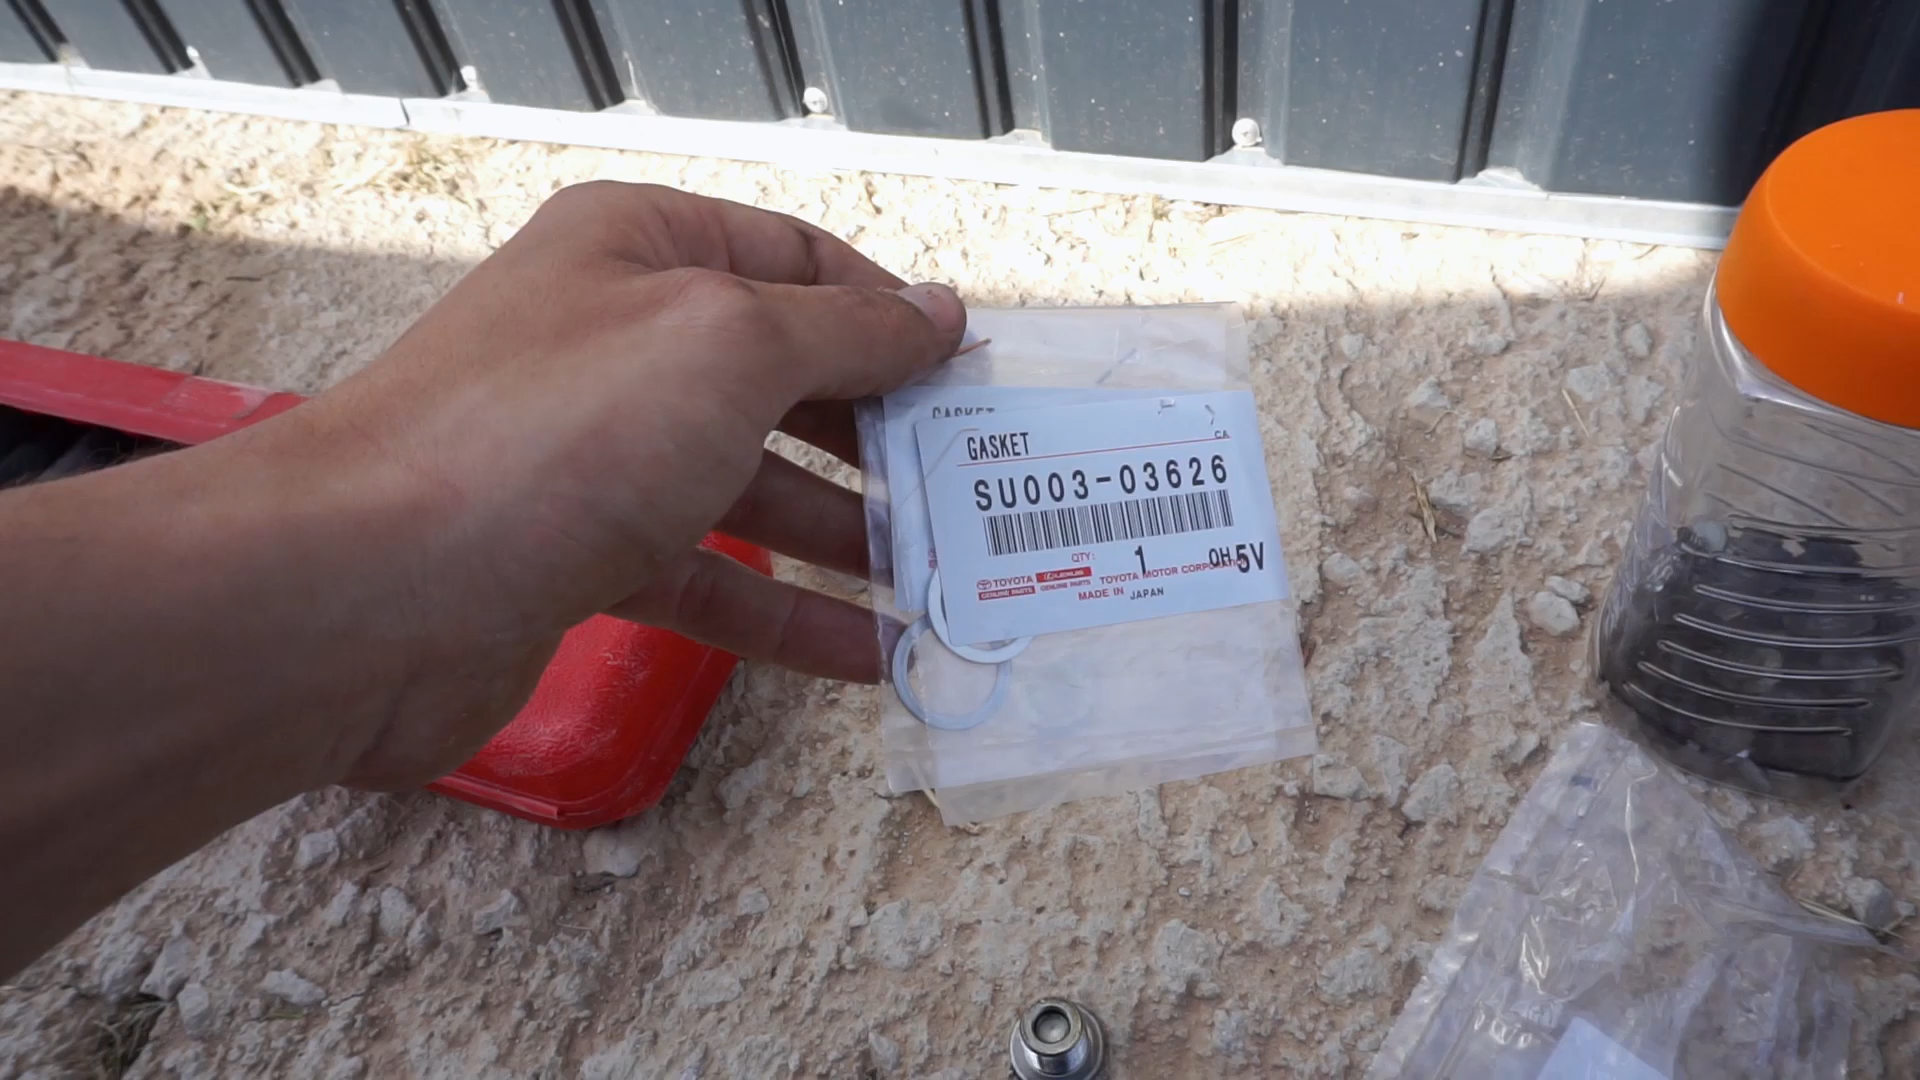 GASKET
GASKET
CA
SU003-03626
QTY: 1 OH 5V
TOYOTA LEXUS TOYOTA MOTOR CORPORATION
GENUINE PARTS GENUINE PARTS
MADE IN JAPAN